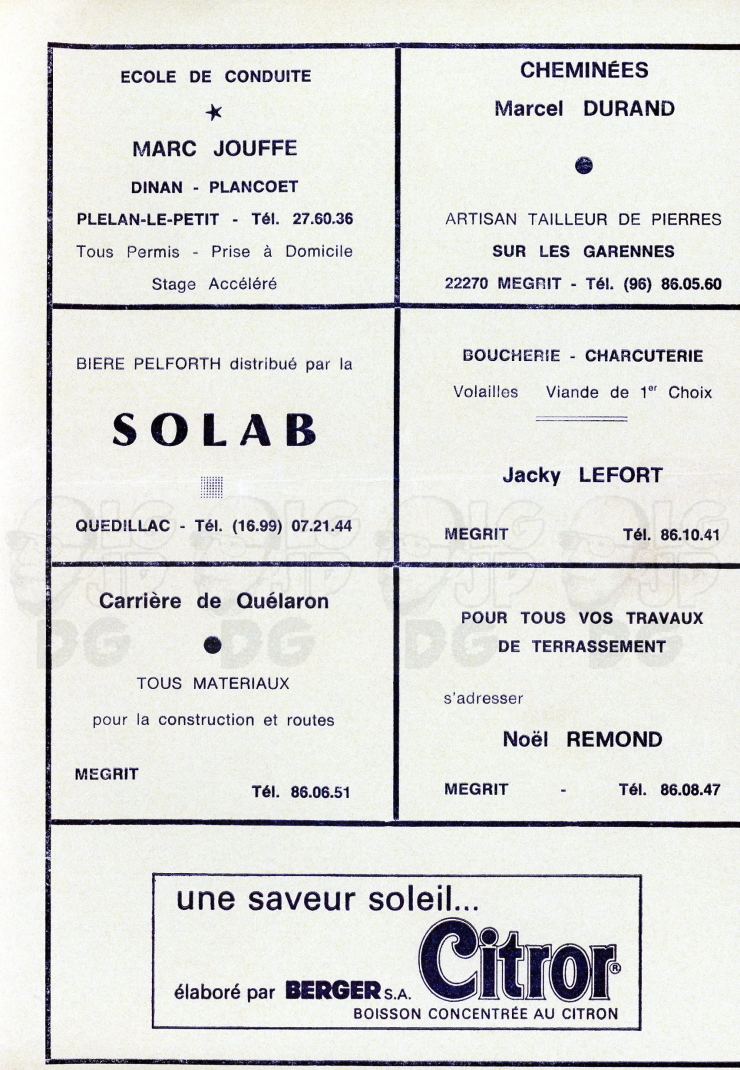 ECOLE DE CONDUITE
MARC JOUFFE
DINAN - PLANCOET
PLELAN-LE-PETIT - Tél. 27.60.36
Tous Permis - Prise à Domicile
Stage Accéléré
CHEMINÉES
Marcel DURAND
ARTISAN TAILLEUR DE PIERRES
SUR LES GARENNES
22270 MEGRIT - Tél. (96) 86.05.60
BIERE PELFORTH distribué par la
SOLAB
QUEDILLAC - Tél. (16.99) 07.21.44
BOUCHERIE - CHARCUTERIE
Volailles Viande de 1er Choix
Jacky LEFORT
MEGRIT Tél. 86.10.41
Carrière de Quélaron
TOUS MATERIAUX
pour la construction et routes
MEGRIT
Tél. 86.06.51
POUR TOUS VOS TRAVAUX
DE TERRASSEMENT
s'adresser
Noël REMOND
MEGRIT - Tél. 86.08.47
une saveur soleil...
Citror®
élaboré par BERGER S.A.
BOISSON CONCENTRÉE AU CITRON